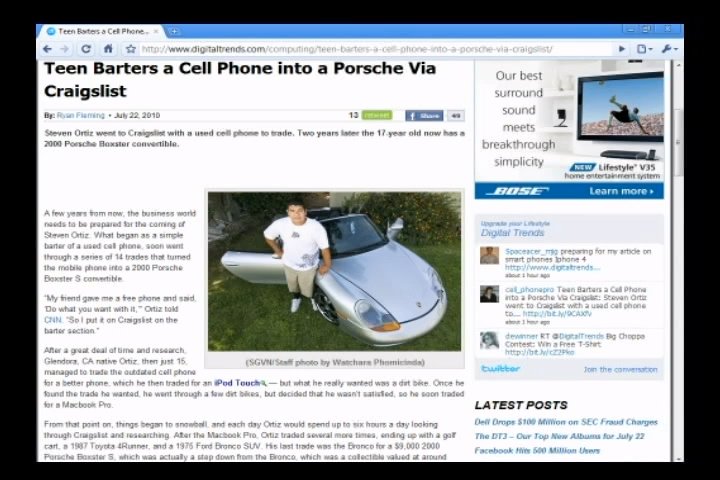 Teen Barters a Cell Phone...
http://www.digitaltrends.com/computing/teen-barters-a-cell-phone-into-a-porsche-via-craigslist/
Teen Barters a Cell Phone into a Porsche Via
Craigslist
By: Ryan Fleming • July 22, 2010
13
Share
49
Steven Ortiz went to Craigslist with a used cell phone to trade. Two years later the 17-year old now has a
2000 Porsche Boxster convertible.
A few years from now, the business world
needs to be prepared for the coming of
Steven Ortiz. What began as a simple
barter of a used cell phone, soon went
through a series of 14 trades that turned
the mobile phone into a 2000 Porsche
Boxster S convertible.
"My friend gave me a free phone and said,
'Do what you want with it,'" Ortiz told
CNN. "So I put it on Craigslist on the
barter section."
(SGVN/Staff photo by Watchara Phomicinda)
After a great deal of time and research,
Glendora, CA native Ortiz, then just 15,
managed to trade the outdated cell phone
for a better phone, which he then traded for an iPod Touch — but what he really wanted was a dirt bike. Once he
found the trade he wanted, he went through a few dirt bikes, but decided that he wasn't satisfied, so he soon traded
for a Macbook Pro.
From that point on, things began to snowball, and each day Ortiz would spend up to six hours a day looking
through Craigslist and researching. After the Macbook Pro, Ortiz traded several more times, ending up with a golf
cart, a 1987 Toyota 4Runner, and a 1975 Ford Bronco SUV. His last trade was the Bronco for a $9,000 2000
Porsche Boxster S, which was actually a step down from the Bronco, which was a collectible valued at around
Our best
surround
sound
meets
breakthrough
simplicity
NEW Lifestyle® V35
home entertainment system
BOSE
Learn more
Upgrade your Lifestyle
Digital Trends
Spaceacer_mjg preparing for my article on
smart phones Iphone 4
http://www.digitaltrends...
about 1 hour ago
cell_phonepro Teen Barters a Cell Phone
into a Porsche Via Craigslist: Steven Ortiz
went to Craigslist with a used cell phone
to... http://bit.ly/9CAXfv
about 1 hour ago
dewinner RT @DigitalTrends Big Choppa
Contest: Win a Free T-Shirt
http://bit.ly/cZ2Pko
twitter
Join the conversation
LATEST POSTS
Dell Drops $100 Million on SEC Fraud Charges
The DT3 – Our Top New Albums for July 22
Facebook Hits 500 Million Users